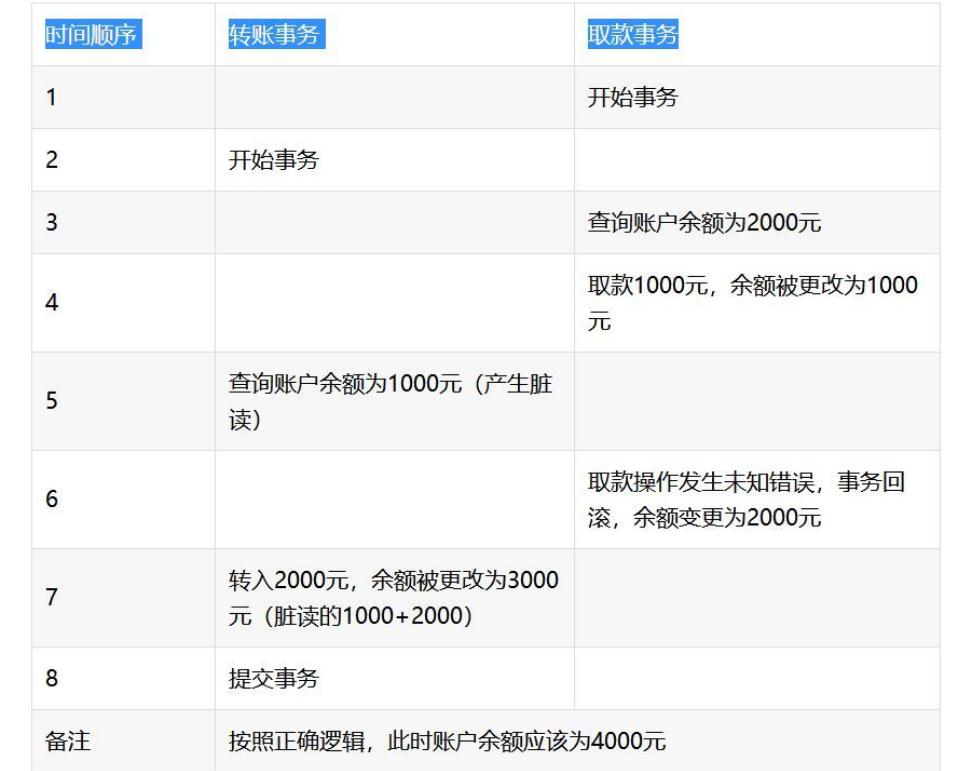 时间顺序 转账事务 取款事务
1 开始事务
2 开始事务
3 查询账户余额为2000元
4 取款1000元，余额被更改为1000
元
5 查询账户余额为1000元（产生脏
读）
6 取款操作发生未知错误，事务回
滚，余额变更为2000元
7 转入2000元，余额被更改为3000
元（脏读的1000+2000）
8 提交事务
备注 按照正确逻辑，此时账户余额应该为4000元